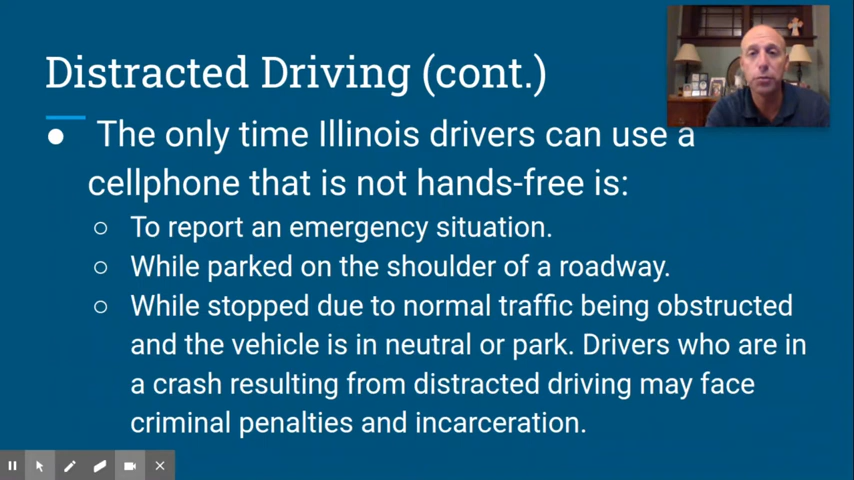 Distracted Driving (cont.)
● The only time Illinois drivers can use a
cellphone that is not hands-free is:
○ To report an emergency situation.
○ While parked on the shoulder of a roadway.
○ While stopped due to normal traffic being obstructed
and the vehicle is in neutral or park. Drivers who are in
a crash resulting from distracted driving may face
criminal penalties and incarceration.